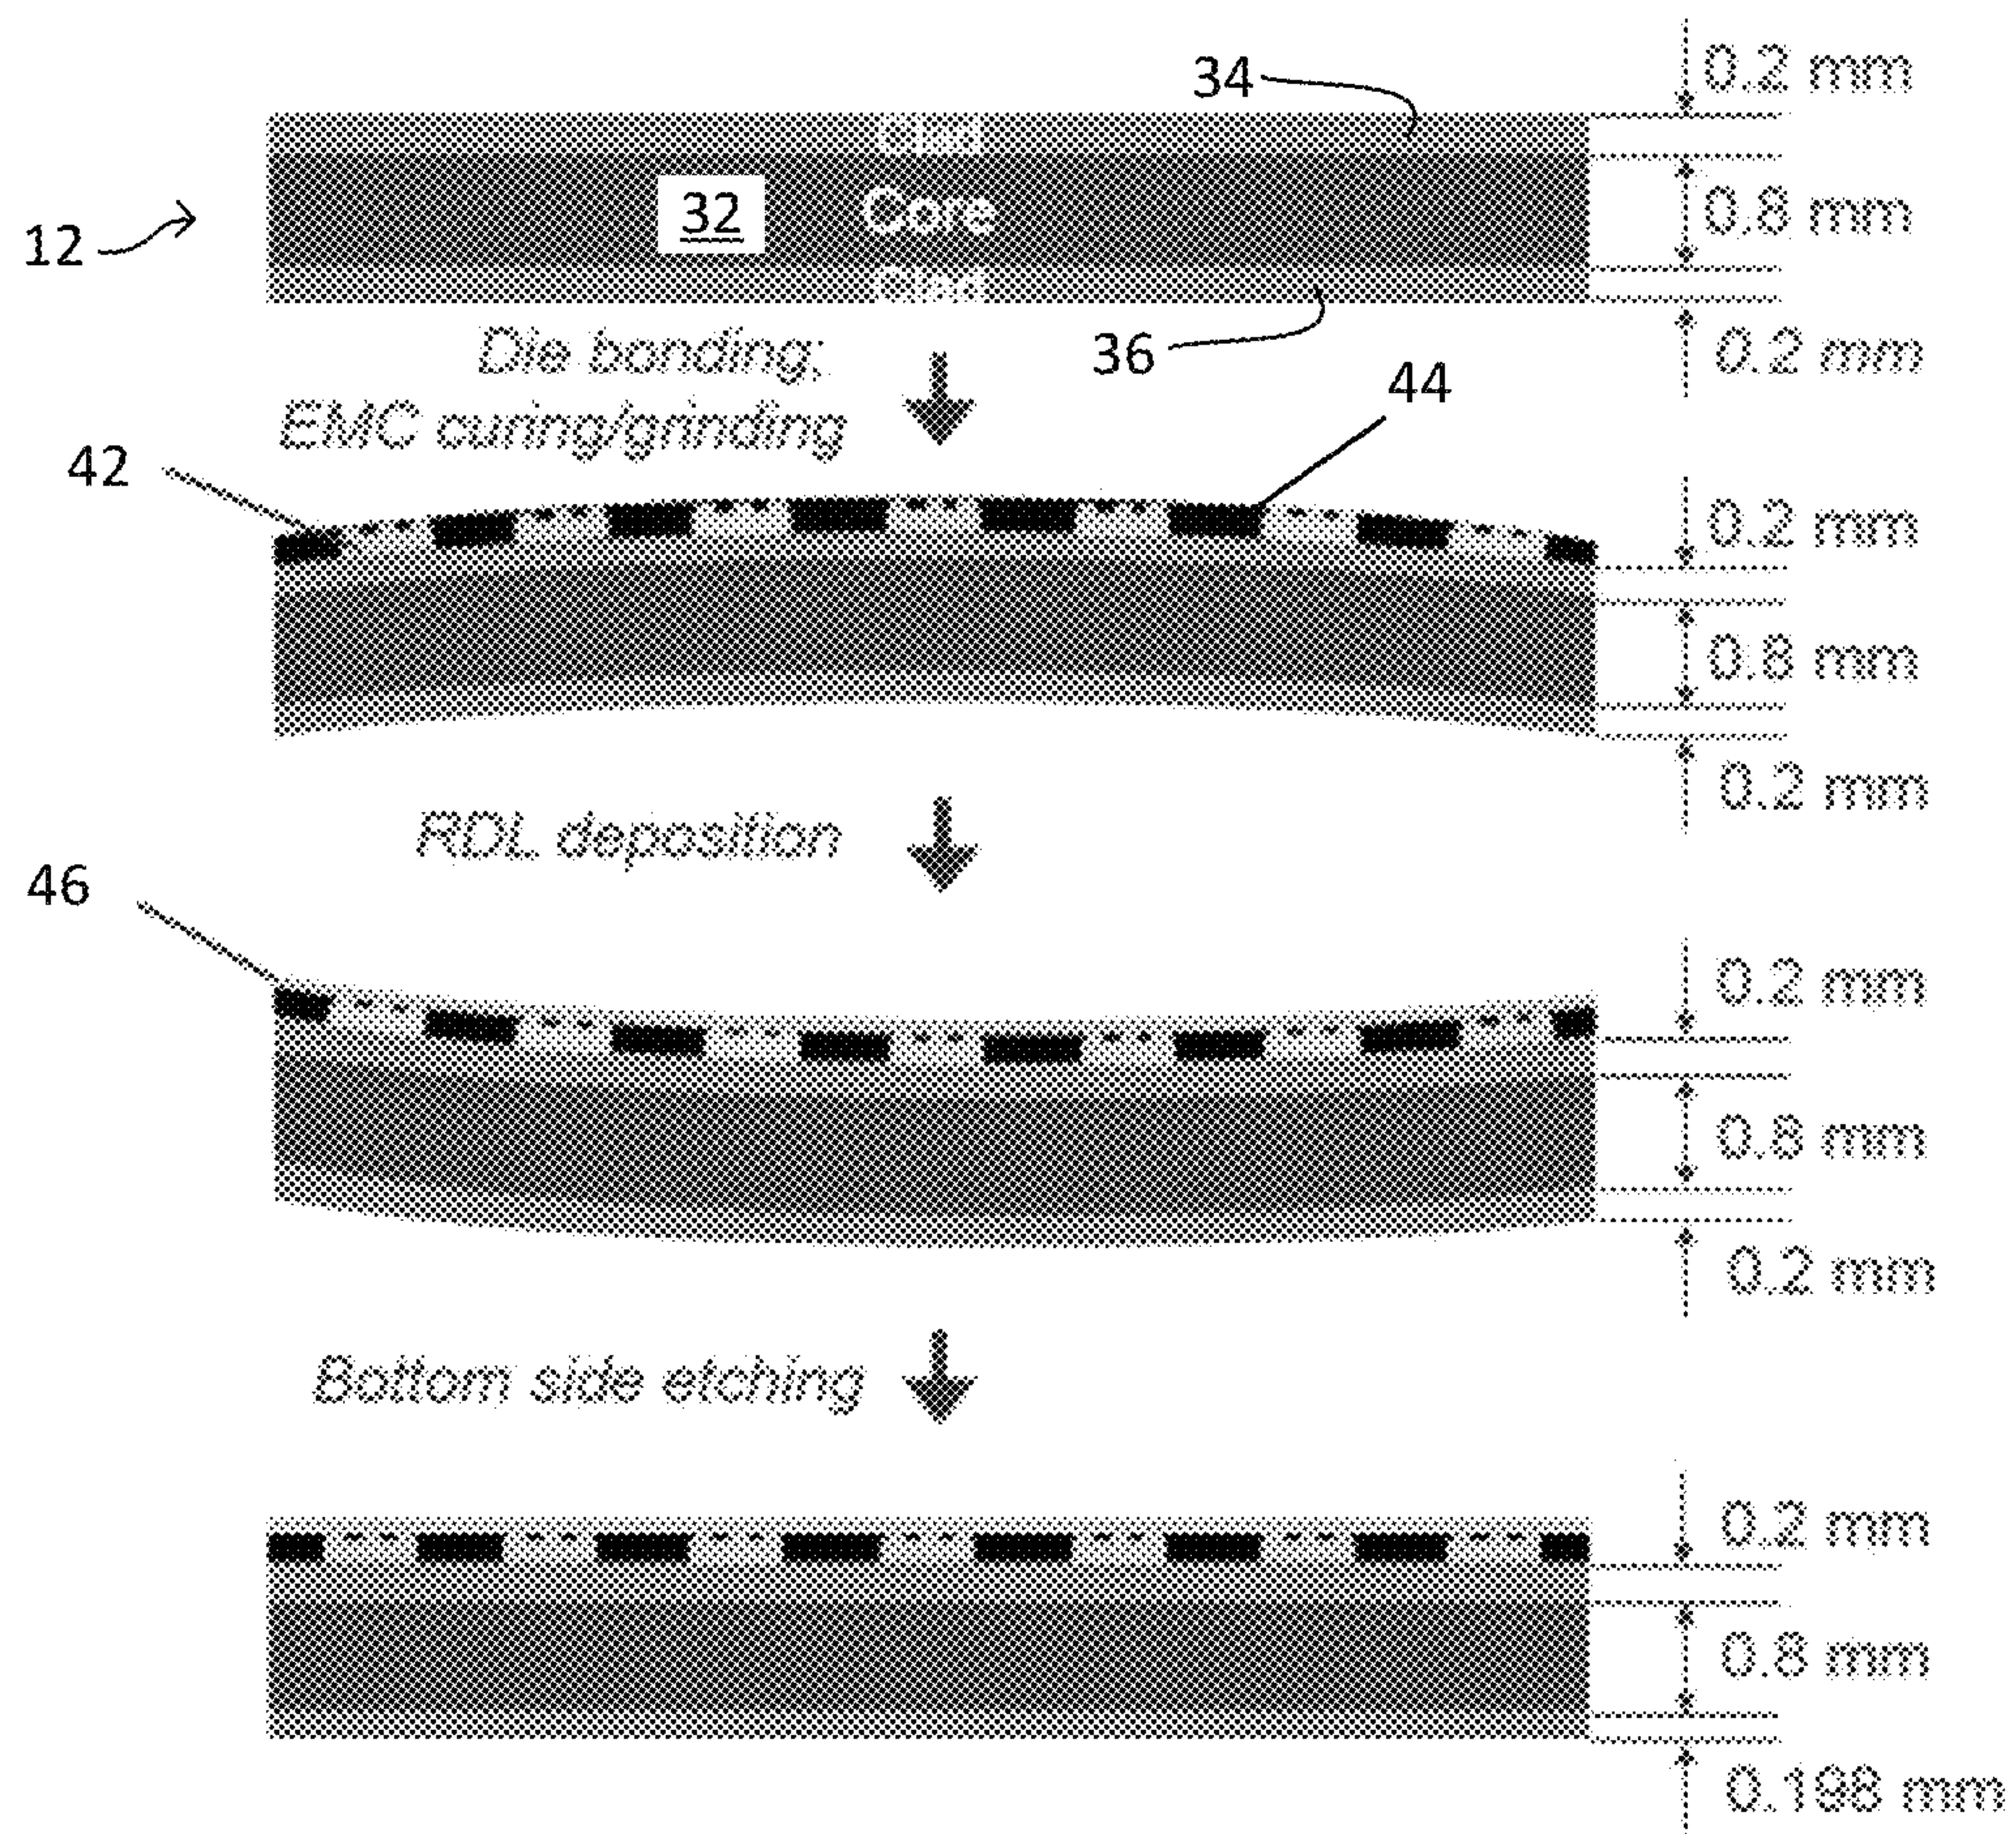 34
0.2 mm
Clad
12
32
Core
0.8 mm
Clad
36
0.2 mm
Die bonding;
EMC curing/grinding
44
42
0.2 mm
0.8 mm
0.2 mm
RDL deposition
46
0.2 mm
0.8 mm
0.2 mm
Bottom side etching
0.2 mm
0.8 mm
0.198 mm